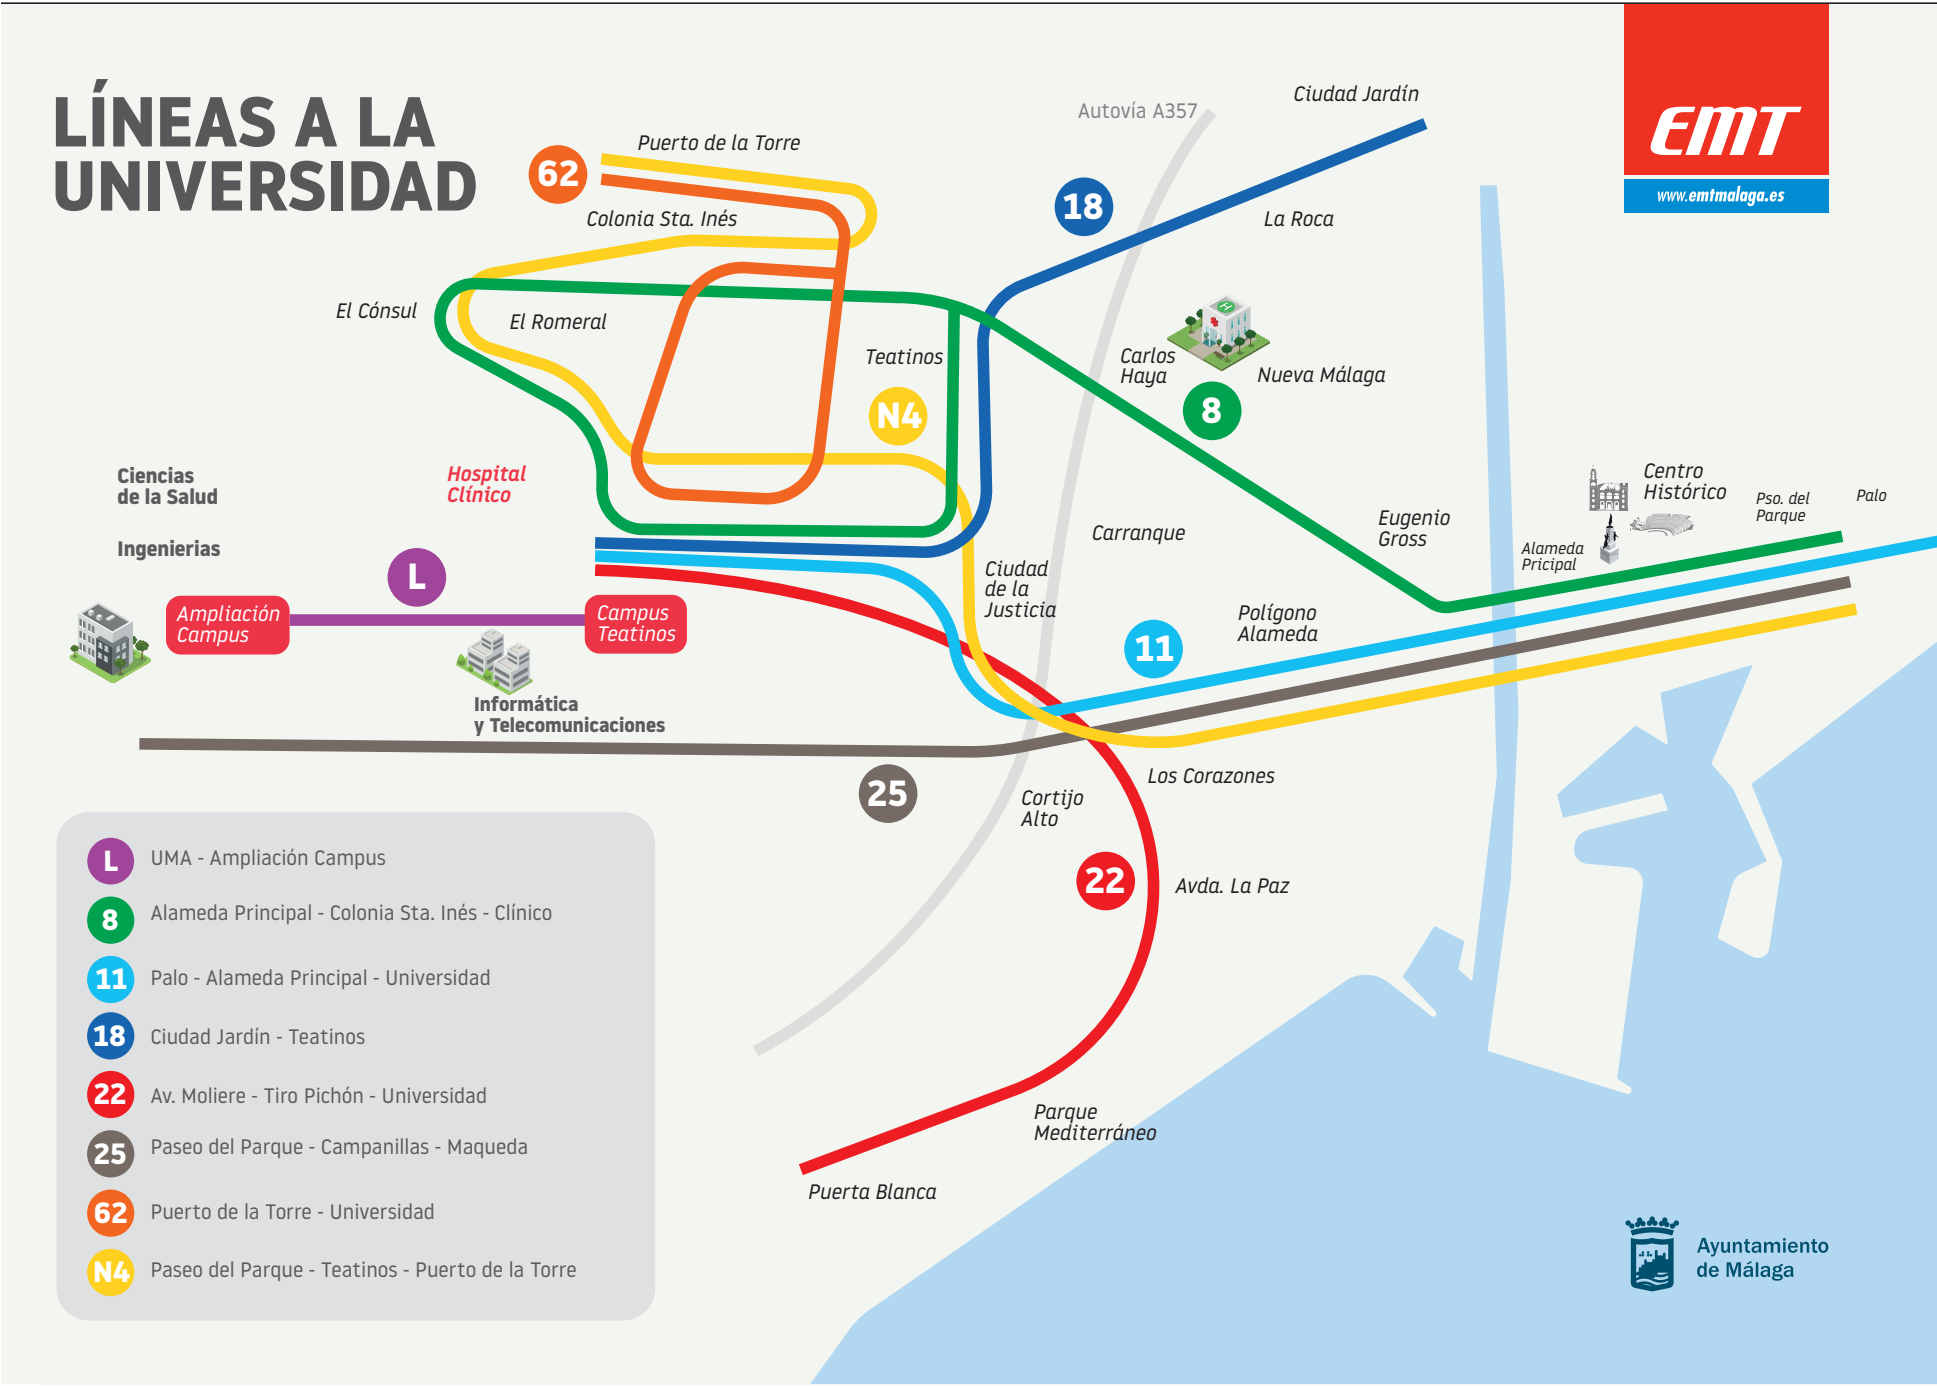 LÍNEAS A LA
UNIVERSIDAD
EMT
www.emtmalaga.es
Autovía A357
Ciudad Jardín
Puerto de la Torre
62
18
Colonia Sta. Inés
La Roca
El Cónsul
El Romeral
Teatinos
N4
Carlos
Haya
H
Nueva Málaga
8
Ciencias
de la Salud
Hospital
Clínico
Ingenierias
Centro
Histórico
Pso. del
Parque
Palo
Eugenio
Gross
Alameda
Pricipal
Carranque
Ciudad
de la
Justicia
L
Ampliación
Campus
Campus
Teatinos
Polígono
Alameda
11
Informática
y Telecomunicaciones
25
Los Corazones
Cortijo
Alto
22
Avda. La Paz
Parque
Mediterráneo
Puerta Blanca
L UMA - Ampliación Campus
8 Alameda Principal - Colonia Sta. Inés - Clínico
11 Palo - Alameda Principal - Universidad
18 Ciudad Jardín - Teatinos
22 Av. Moliere - Tiro Pichón - Universidad
25 Paseo del Parque - Campanillas - Maqueda
62 Puerto de la Torre - Universidad
N4 Paseo del Parque - Teatinos - Puerto de la Torre
Ayuntamiento
de Málaga